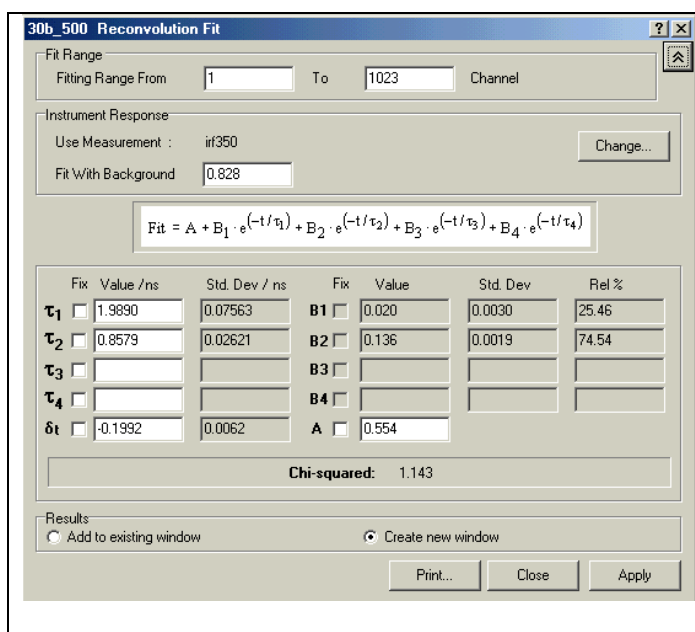 30b_500 Reconvolution Fit
Fit Range
Fitting Range From 1 To 1023 Channel
Instrument Response
Use Measurement : irf350
Change...
Fit With Background 0.828
Fit = A + B₁ · e^(−t/τ₁) + B₂ · e^(−t/τ₂) + B₃ · e^(−t/τ₃) + B₄ · e^(−t/τ₄)
Fix Value /ns Std. Dev / ns Fix Value Std. Dev Rel %
τ₁ 1.9890 0.07563 B1 0.020 0.0030 25.46
τ₂ 0.8579 0.02621 B2 0.136 0.0019 74.54
τ₃ B3
τ₄ B4
δt -0.1992 0.0062 A 0.554
Chi-squared: 1.143
Results
Add to existing window Create new window
Print... Close Apply